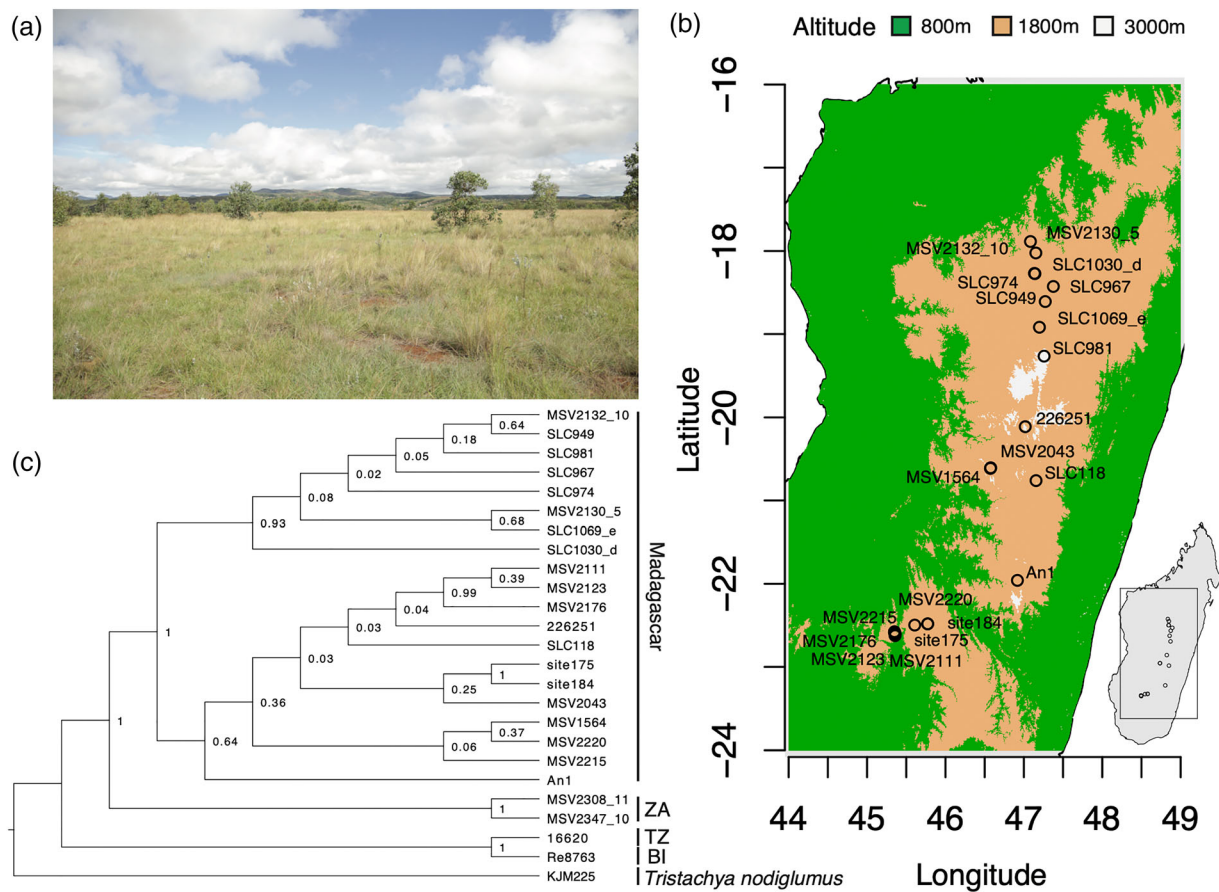 (a)
(b)
Altitude 800m 1800m 3000m
Latitude
-16
-18
-20
-22
-24
MSV2130_5
MSV2132_10
SLC1030_d
SLC974
SLC967
SLC949
SLC1069_e
SLC981
226251
MSV2043
MSV1564
SLC118
An1
MSV2220
MSV2215
site184
MSV2176
site175
MSV2123
MSV2111
44 45 46 47 48 49
Longitude
(c)
MSV2132_10
0.64
SLC949
0.18
SLC981
0.05
SLC967
0.02
SLC974
0.08
MSV2130_5
0.93
0.68
SLC1069_e
SLC1030_d
MSV2111
0.39
MSV2123
0.99
MSV2176
0.04
226251
0.03
SLC118
1
0.03
site175
1
site184
0.36
0.25
MSV2043
MSV1564
0.37
MSV2220
0.64
0.06
MSV2215
An1
1
MSV2308_11
1
MSV2347_10
16620
1
Re8763
KJM225
Madagascar
ZA
TZ
BI
Tristachya nodiglumus